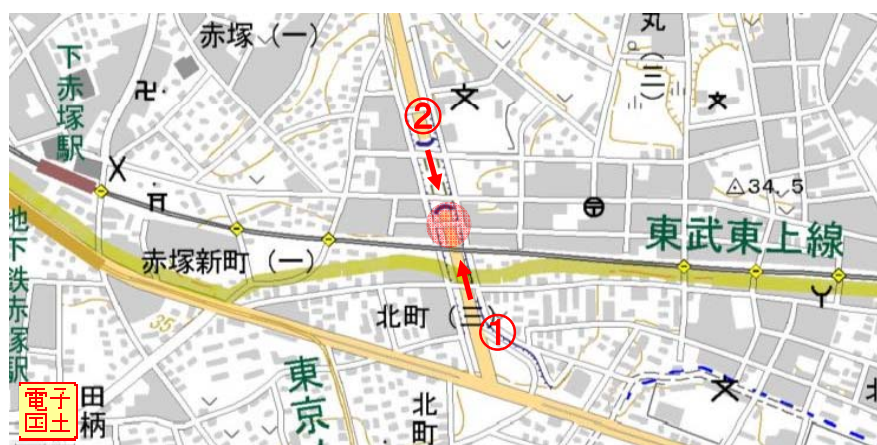 赤塚（一）
丸（三）
下赤塚駅
②
34.5
東武東上線
赤塚新町（一）
地下鉄赤塚駅
35
北町（三）
①
東京
北町
田柄
電子
国土
北